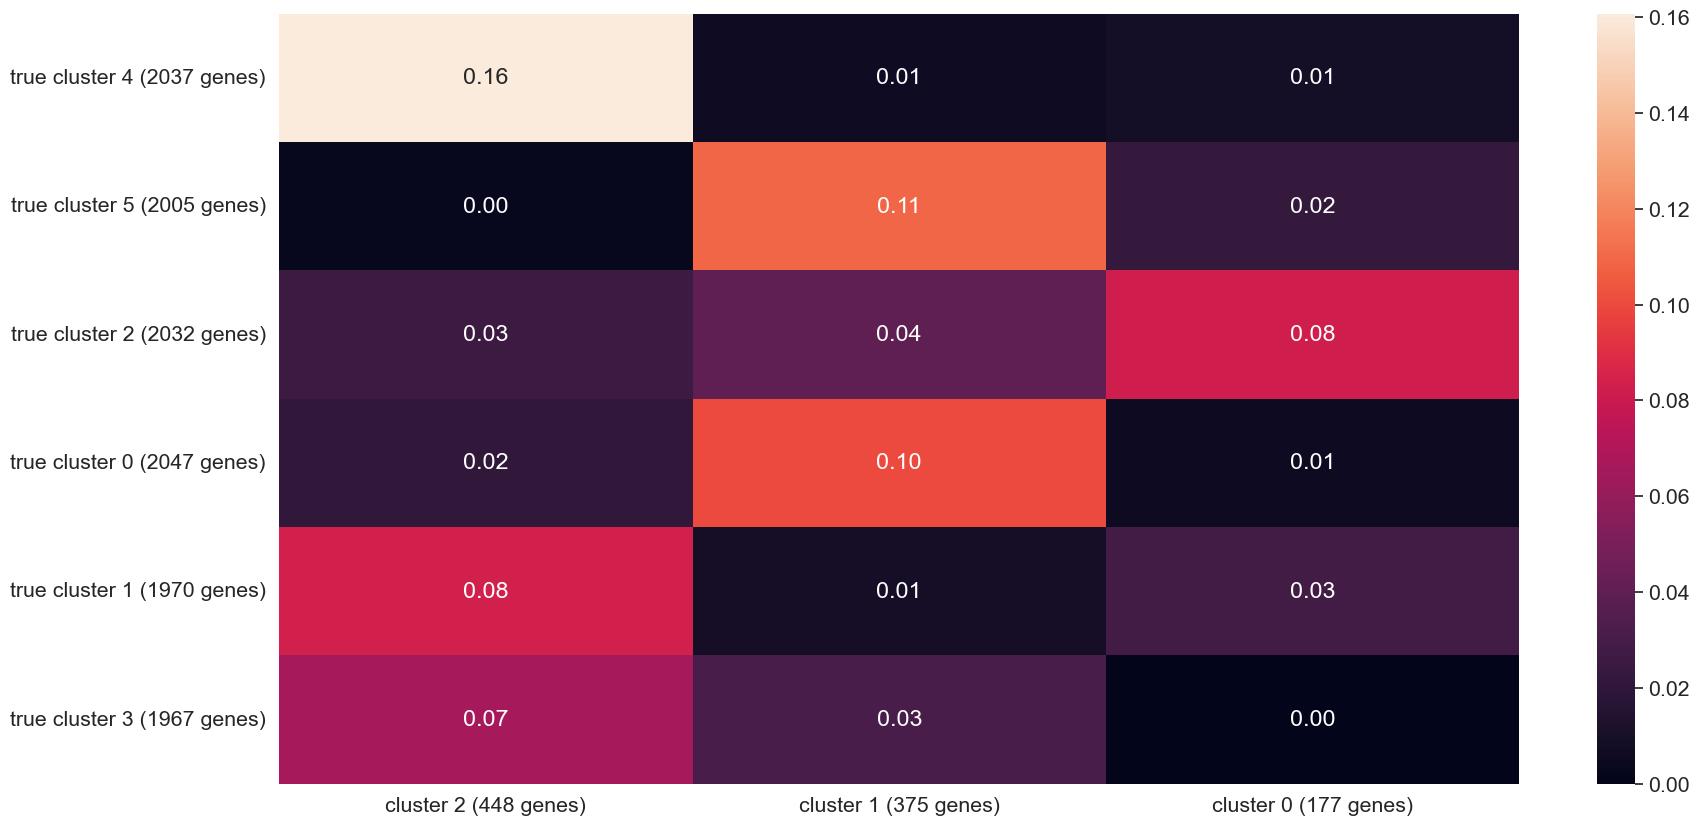 true cluster 4 (2037 genes) 0.16 0.01 0.01
true cluster 5 (2005 genes) 0.00 0.11 0.02
true cluster 2 (2032 genes) 0.03 0.04 0.08
true cluster 0 (2047 genes) 0.02 0.10 0.01
true cluster 1 (1970 genes) 0.08 0.01 0.03
true cluster 3 (1967 genes) 0.07 0.03 0.00
cluster 2 (448 genes) cluster 1 (375 genes) cluster 0 (177 genes)
0.16
0.14
0.12
0.10
0.08
0.06
0.04
0.02
0.00